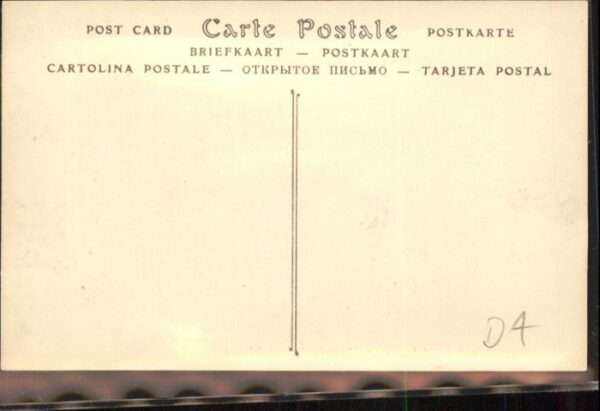 POST CARD Carte Postale POSTKARTE
BRIEFKAART — POSTKAART
CARTOLINA POSTALE — ОТКРЫТОЕ ПИСЬМО — TARJETA POSTAL
D4